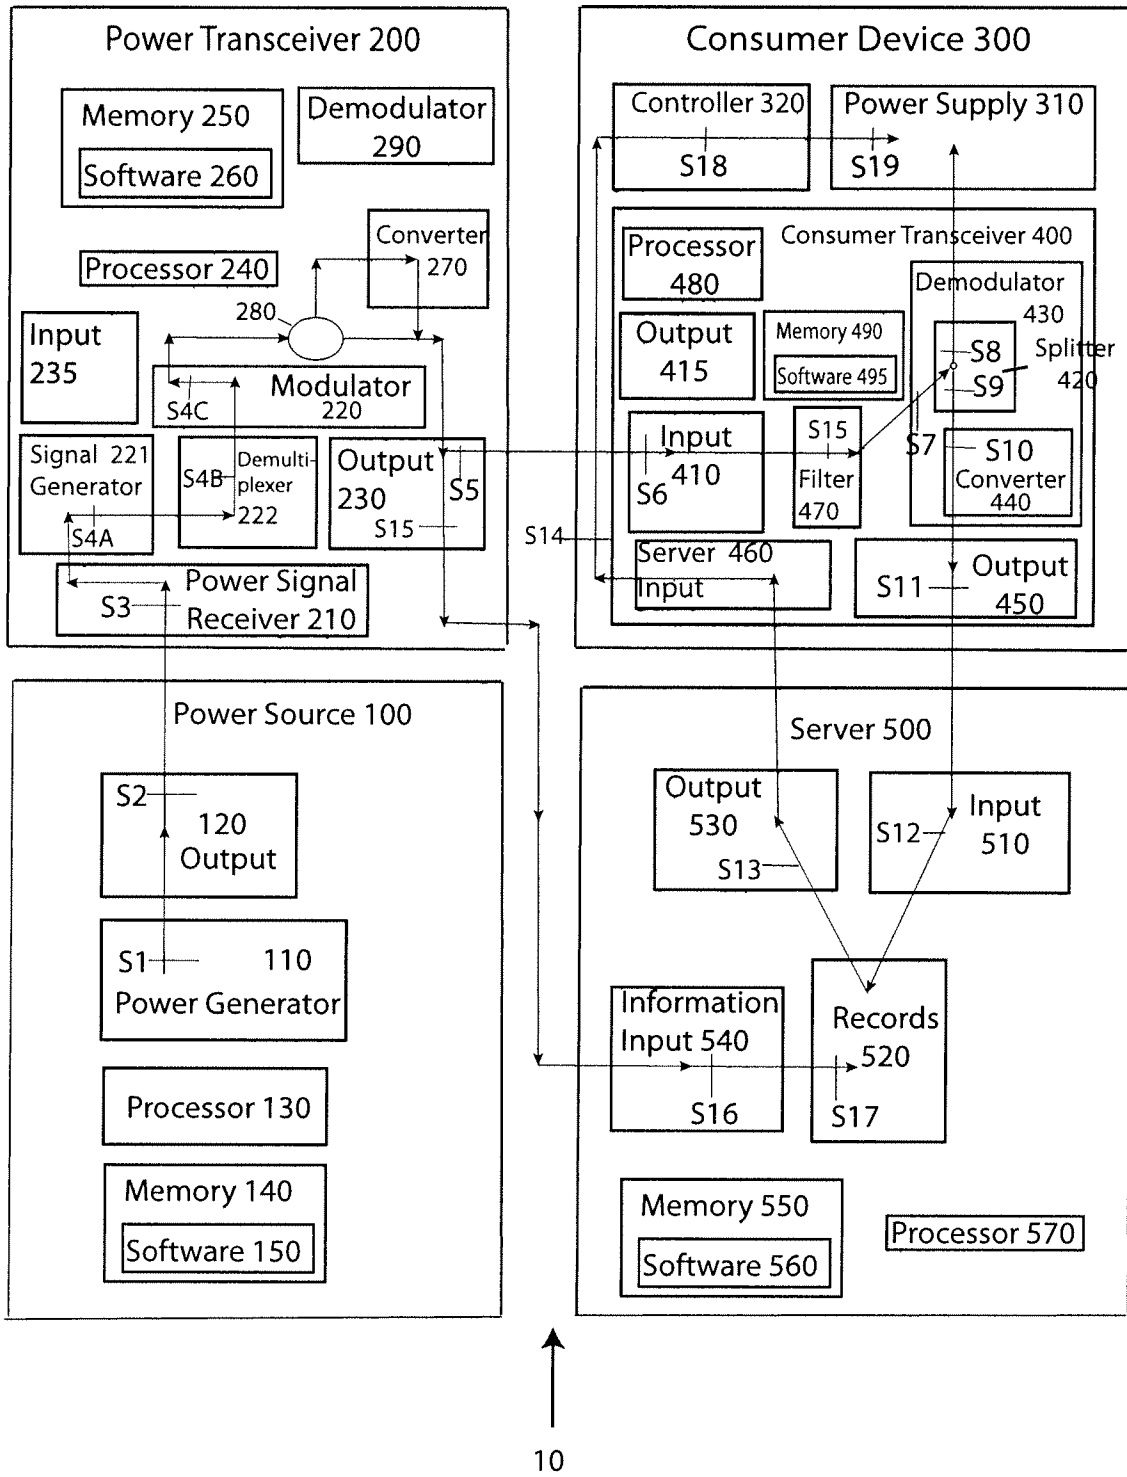 Power Transceiver 200
Memory 250
Software 260
Demodulator
290
Converter
270
Processor 240
280
Input
235
S4C
Modulator
220
Signal 221
Generator
S4A
S4B
Demulti-
plexer
222
Output
230
S5
S15
Power Signal
Receiver 210
S3
Consumer Device 300
Controller 320
S18
Power Supply 310
S19
Consumer Transceiver 400
Processor
480
Demodulator
430
Output
415
Memory 490
Software 495
S8
S9
Splitter
420
S7
S10
Converter
440
Input
410
S6
S15
Filter
470
S14
Server 460
Input
S11
Output
450
Power Source 100
S2
120
Output
S1
110
Power Generator
Processor 130
Memory 140
Software 150
Server 500
Output
530
S13
Input
510
S12
Information
Input 540
S16
Records
520
S17
Memory 550
Software 560
Processor 570
10